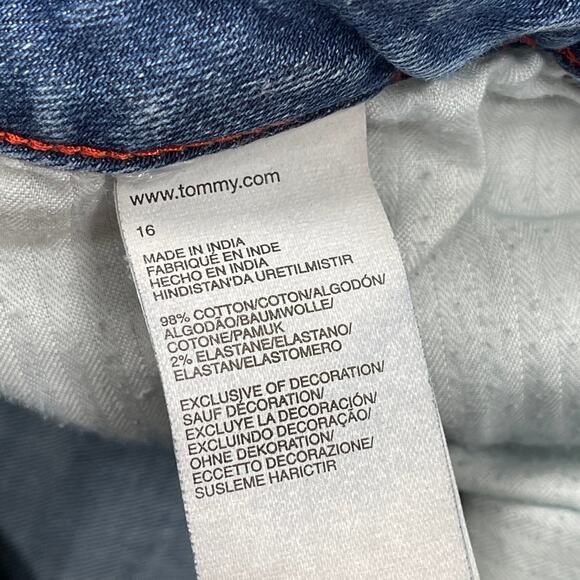 www.tommy.com
16
MADE IN INDIA
FABRIQUÉ EN INDE
HECHO EN INDIA
HINDISTAN'DA URETILMISTIR
98% COTTON/COTON/ALGODÓN/
ALGODÃO/BAUMWOLLE/
COTONE/PAMUK
2% ELASTANE/ELASTANO/
ELASTAN/ELASTOMERO
EXCLUSIVE OF DECORATION/
SAUF DÉCORATION/
EXCLUYE LA DECORACIÓN/
EXCLUINDO DECORAÇÃO/
OHNE DEKORATION/
ECCETTO DECORAZIONE/
SUSLEME HARICTIR